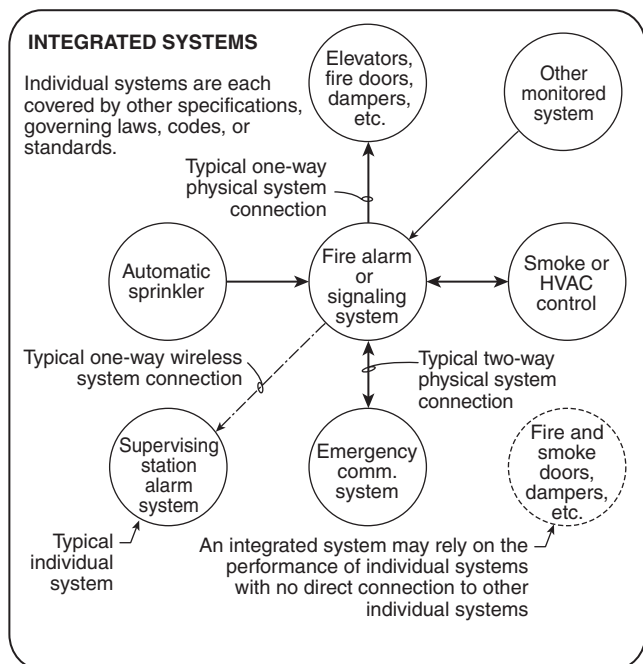 INTEGRATED SYSTEMS
Individual systems are each
covered by other specifications,
governing laws, codes, or
standards.
Elevators,
fire doors,
dampers,
etc.
Other
monitored
system
Typical one-way
physical system
connection
Automatic
sprinkler
Fire alarm
or
signaling
system
Smoke or
HVAC
control
Typical one-way wireless
system connection
Typical two-way
physical system
connection
Supervising
station
alarm
system
Emergency
comm.
system
Fire and
smoke
doors,
dampers,
etc.
Typical
individual
system
An integrated system may rely on the
performance of individual systems
with no direct connection to other
individual systems